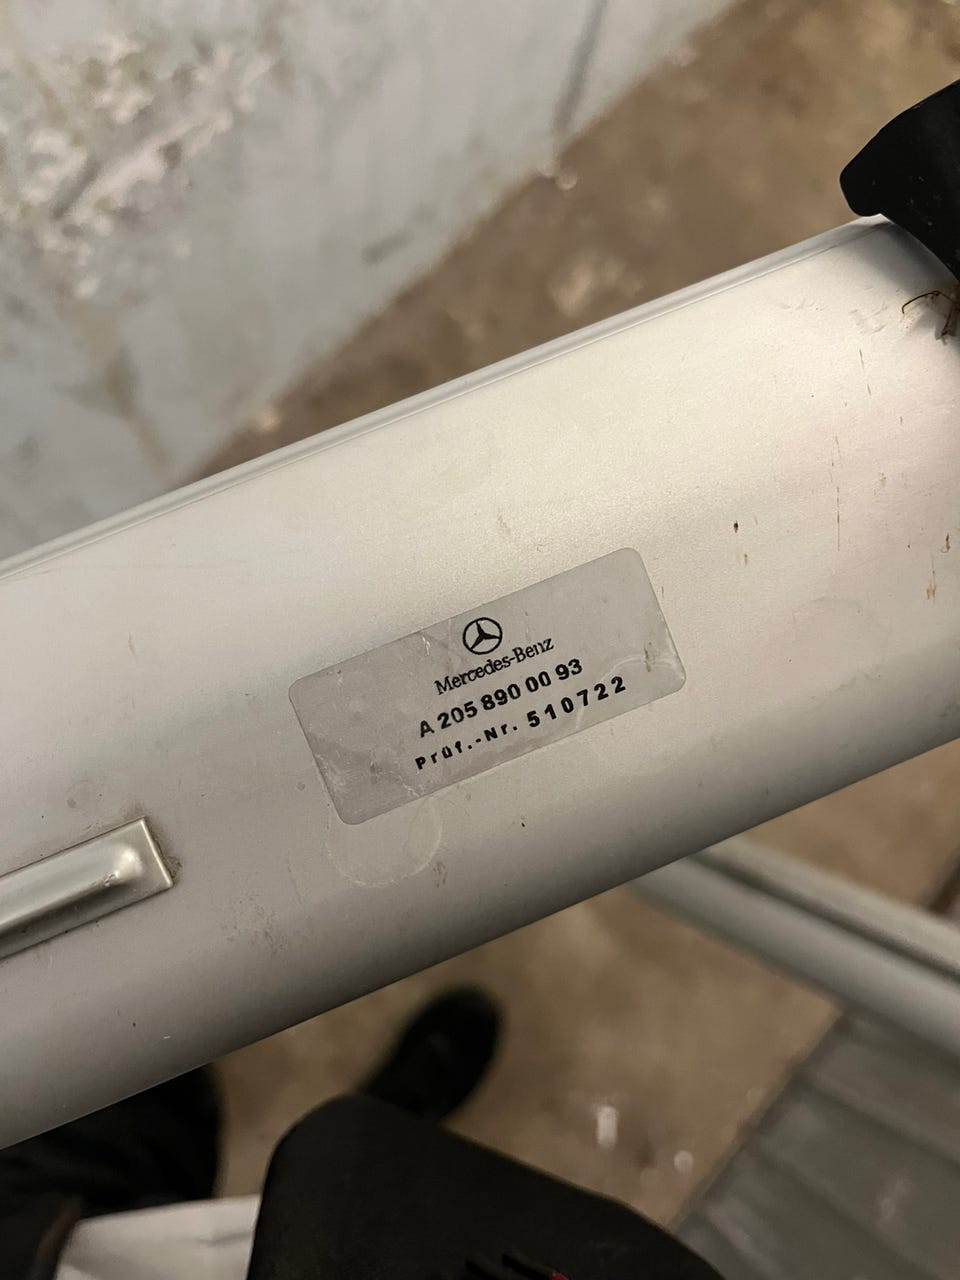 Mercedes-Benz
A 205 890 00 93
Prüf.-Nr. 510722